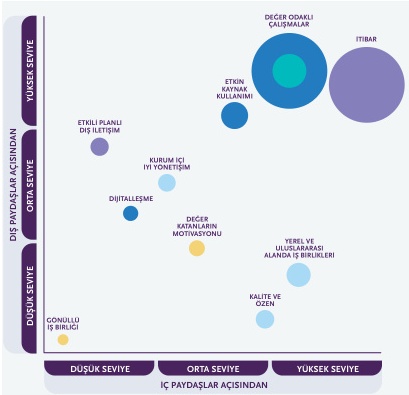 DEĞER ODAKLI
ÇALIŞMALAR
İTİBAR
ETKİN
KAYNAK
KULLANIMI
ETKİLİ PLANLI
DIŞ İLETİŞİM
KURUM İÇİ
İYİ YÖNETİŞİM
DİJİTALLEŞME
DEĞER
KATANLARIN
MOTİVASYONU
YEREL VE
ULUSLARARASI
ALANDA İŞ BİRLİKLERİ
KALİTE VE
ÖZEN
GÖNÜLLÜ
İŞ BİRLİĞİ
DIŞ PAYDAŞLAR AÇISINDAN
YÜKSEK SEVİYE
ORTA SEVİYE
DÜŞÜK SEVİYE
DÜŞÜK SEVİYE
ORTA SEVİYE
YÜKSEK SEVİYE
İÇ PAYDAŞLAR AÇISINDAN